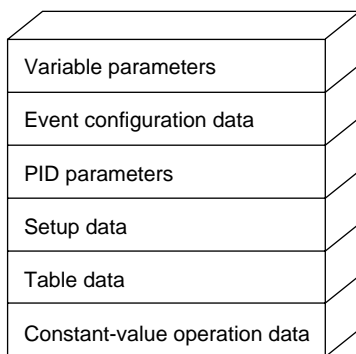 Variable parameters
Event configuration data
PID parameters
Setup data
Table data
Constant-value operation data